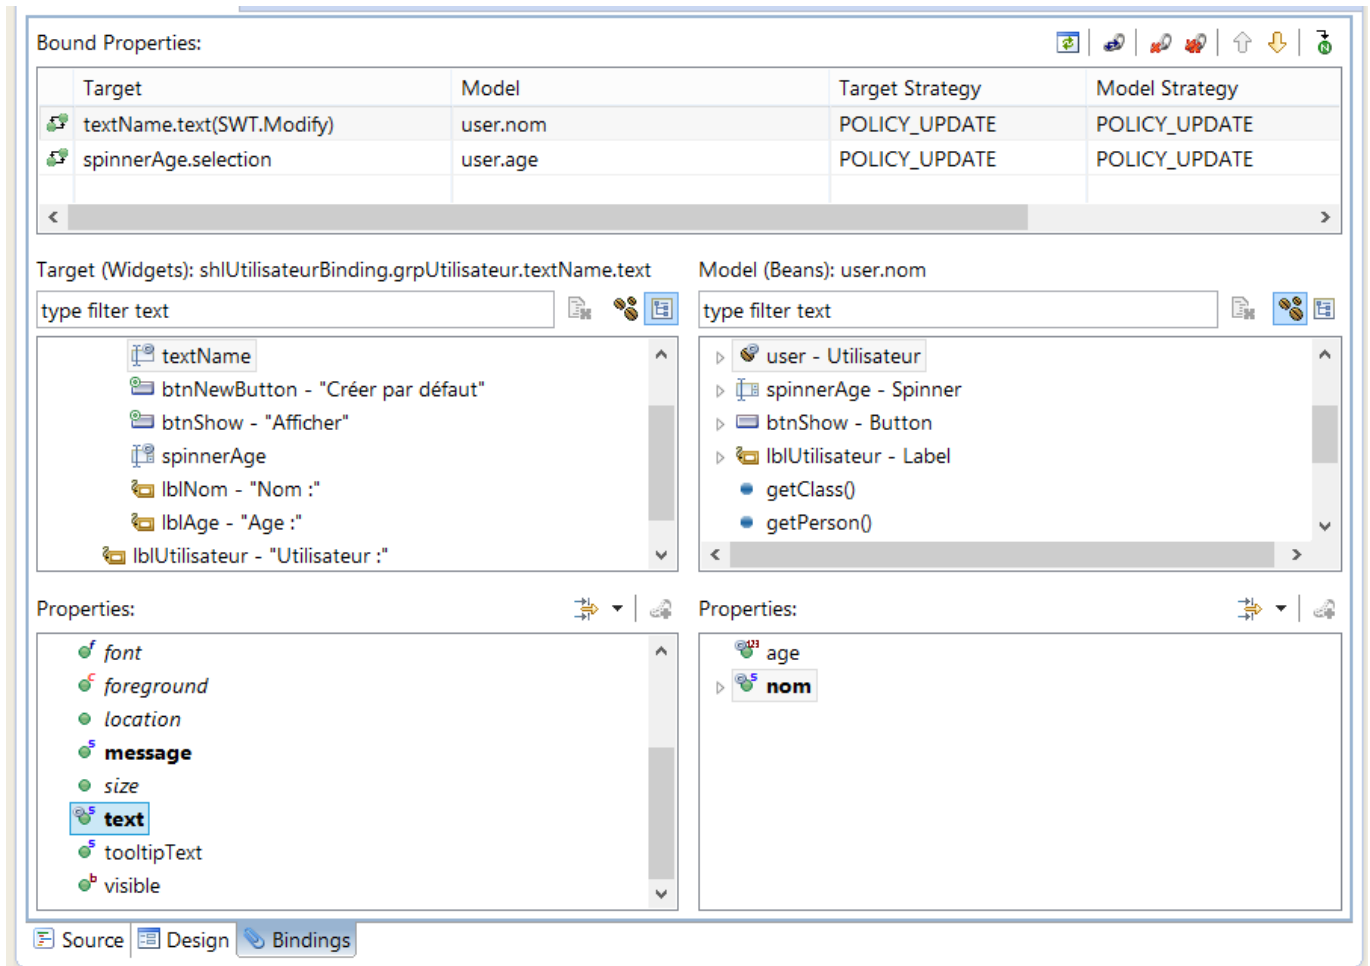 Bound Properties:
Target Model Target Strategy Model Strategy
textName.text(SWT.Modify) user.nom POLICY_UPDATE POLICY_UPDATE
spinnerAge.selection user.age POLICY_UPDATE POLICY_UPDATE
Target (Widgets): shlUtilisateurBinding.grpUtilisateur.textName.text
type filter text
textName
btnNewButton - "Créer par défaut"
btnShow - "Afficher"
spinnerAge
lblNom - "Nom :"
lblAge - "Age :"
lblUtilisateur - "Utilisateur :"
Model (Beans): user.nom
type filter text
user - Utilisateur
spinnerAge - Spinner
btnShow - Button
lblUtilisateur - Label
getClass()
getPerson()
Properties:
font
foreground
location
message
size
text
tooltipText
visible
Properties:
age
nom
Source Design Bindings